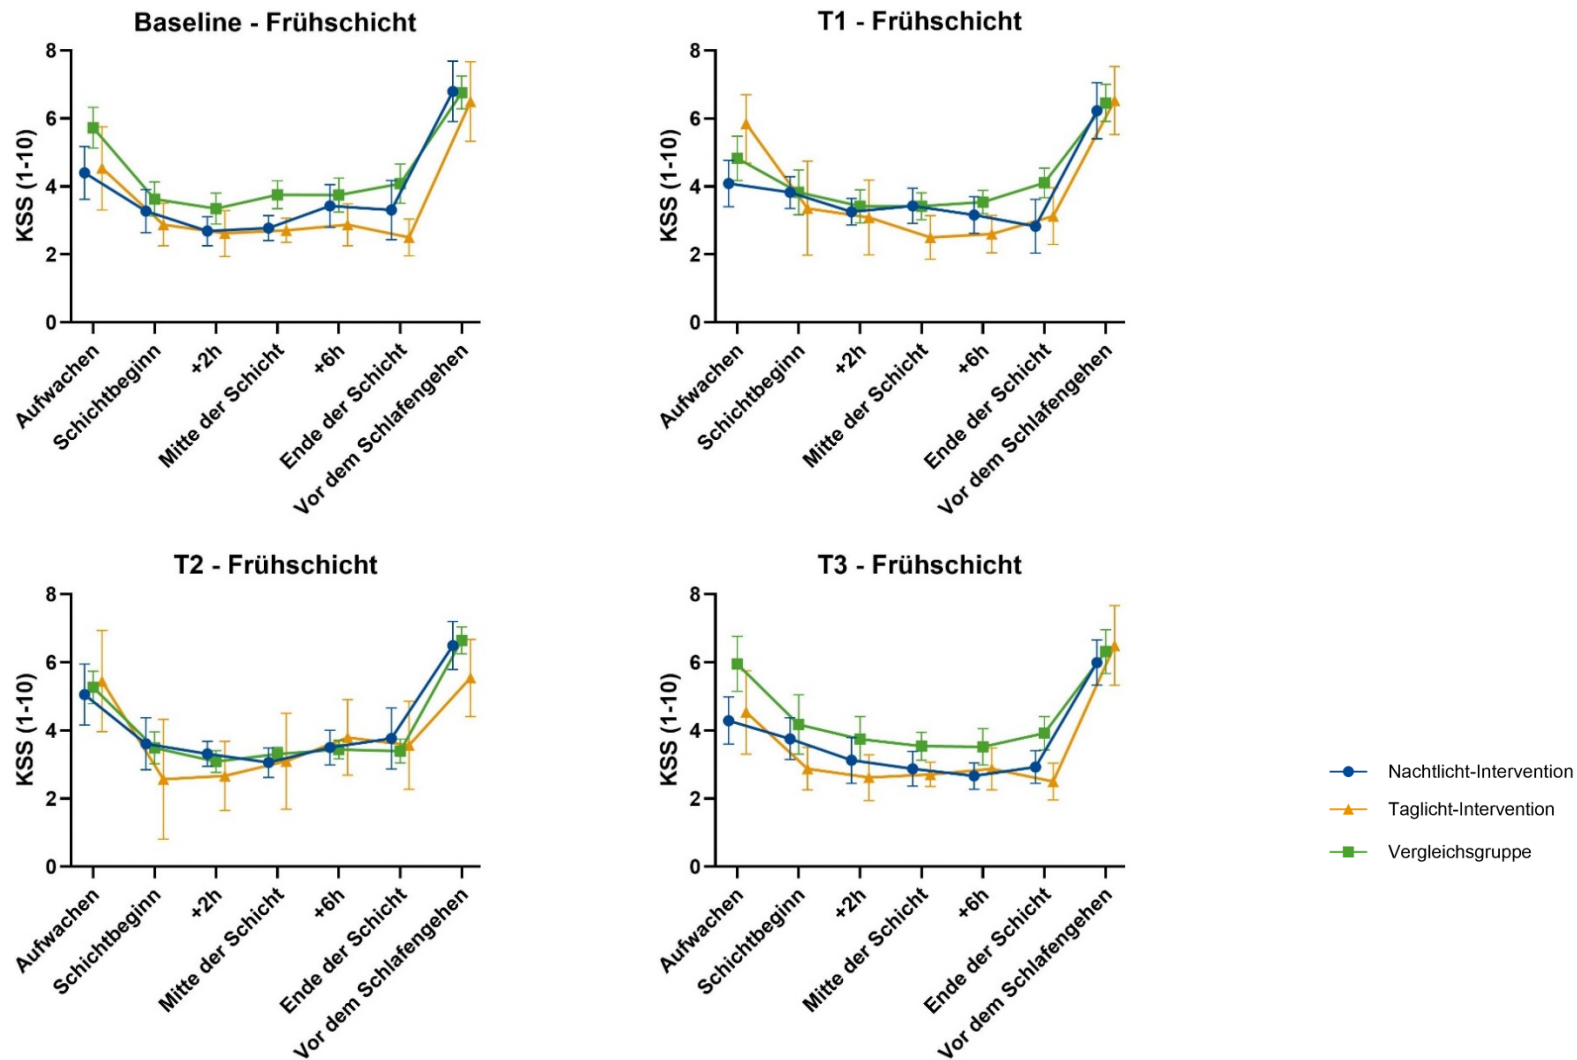 Baseline - Frühschicht
KSS (1-10)
8
6
4
2
0
Aufwachen
Schichtbeginn
+2h
Mitte der Schicht
+6h
Ende der Schicht
Vor dem Schlafengehen
T1 - Frühschicht
KSS (1-10)
8
6
4
2
0
Aufwachen
Schichtbeginn
+2h
Mitte der Schicht
+6h
Ende der Schicht
Vor dem Schlafengehen
T2 - Frühschicht
KSS (1-10)
8
6
4
2
0
Aufwachen
Schichtbeginn
+2h
Mitte der Schicht
+6h
Ende der Schicht
Vor dem Schlafengehen
T3 - Frühschicht
KSS (1-10)
8
6
4
2
0
Aufwachen
Schichtbeginn
+2h
Mitte der Schicht
+6h
Ende der Schicht
Vor dem Schlafengehen
Nachtlicht-Intervention
Taglicht-Intervention
Vergleichsgruppe